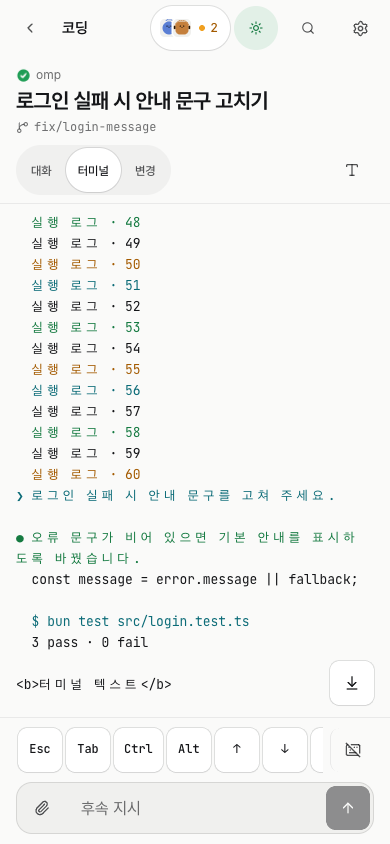 코딩
2
omp
로그인 실패 시 안내 문구 고치기
fix/login-message
대화 터미널 변경
실행 로그 · 48
실행 로그 · 49
실행 로그 · 50
실행 로그 · 51
실행 로그 · 52
실행 로그 · 53
실행 로그 · 54
실행 로그 · 55
실행 로그 · 56
실행 로그 · 57
실행 로그 · 58
실행 로그 · 59
실행 로그 · 60
❯ 로그인 실패 시 안내 문구를 고쳐 주세요.
● 오류 문구가 비어 있으면 기본 안내를 표시하
도록 바꿨습니다.
const message = error.message || fallback;
$ bun test src/login.test.ts
3 pass · 0 fail
<b>터미널 텍스트</b>
Esc Tab Ctrl Alt ↑ ↓
후속 지시